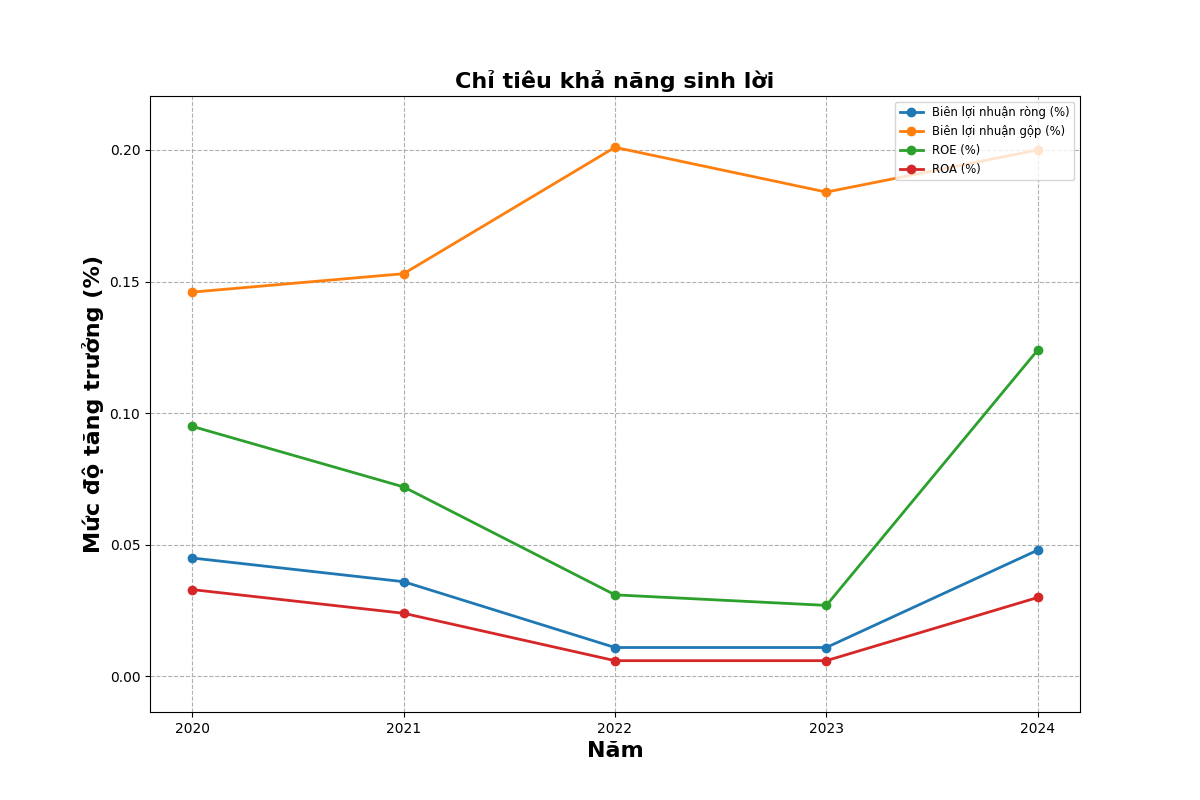 Chỉ tiêu khả năng sinh lời
Biên lợi nhuận ròng (%)
Biên lợi nhuận gộp (%)
ROE (%)
ROA (%)
Mức độ tăng trưởng (%)
0.20
0.15
0.10
0.05
0.00
2020
2021
2022
2023
2024
Năm